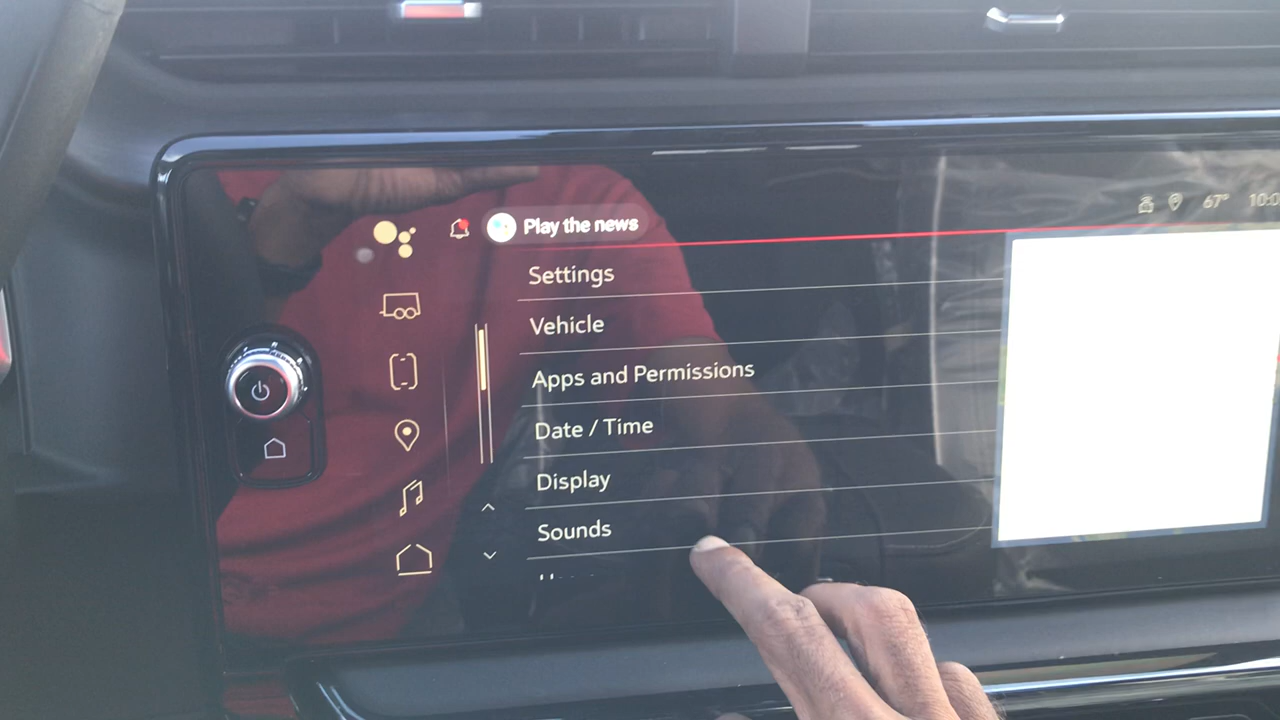 Play the news
67°
Settings
Vehicle
Apps and Permissions
Date / Time
Display
Sounds